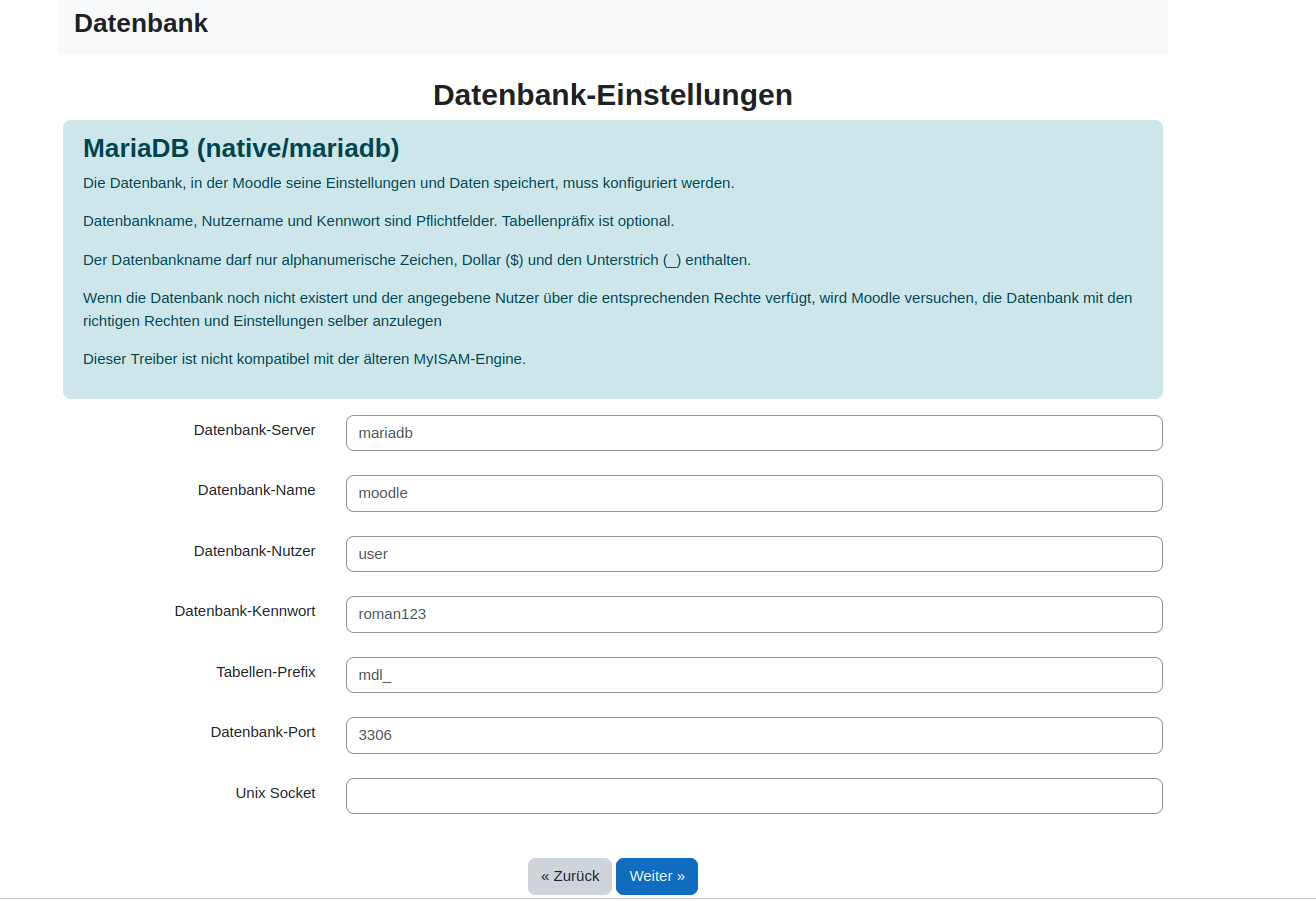 Datenbank
Datenbank-Einstellungen
MariaDB (native/mariadb)
Die Datenbank, in der Moodle seine Einstellungen und Daten speichert, muss konfiguriert werden.
Datenbankname, Nutzername und Kennwort sind Pflichtfelder. Tabellenpräfix ist optional.
Der Datenbankname darf nur alphanumerische Zeichen, Dollar ($) und den Unterstrich (_) enthalten.
Wenn die Datenbank noch nicht existert und der angegebene Nutzer über die entsprechenden Rechte verfügt, wird Moodle versuchen, die Datenbank mit den
richtigen Rechten und Einstellungen selber anzulegen
Dieser Treiber ist nicht kompatibel mit der älteren MyISAM-Engine.
Datenbank-Server mariadb
Datenbank-Name moodle
Datenbank-Nutzer user
Datenbank-Kennwort roman123
Tabellen-Prefix mdl_
Datenbank-Port 3306
Unix Socket
« Zurück Weiter »